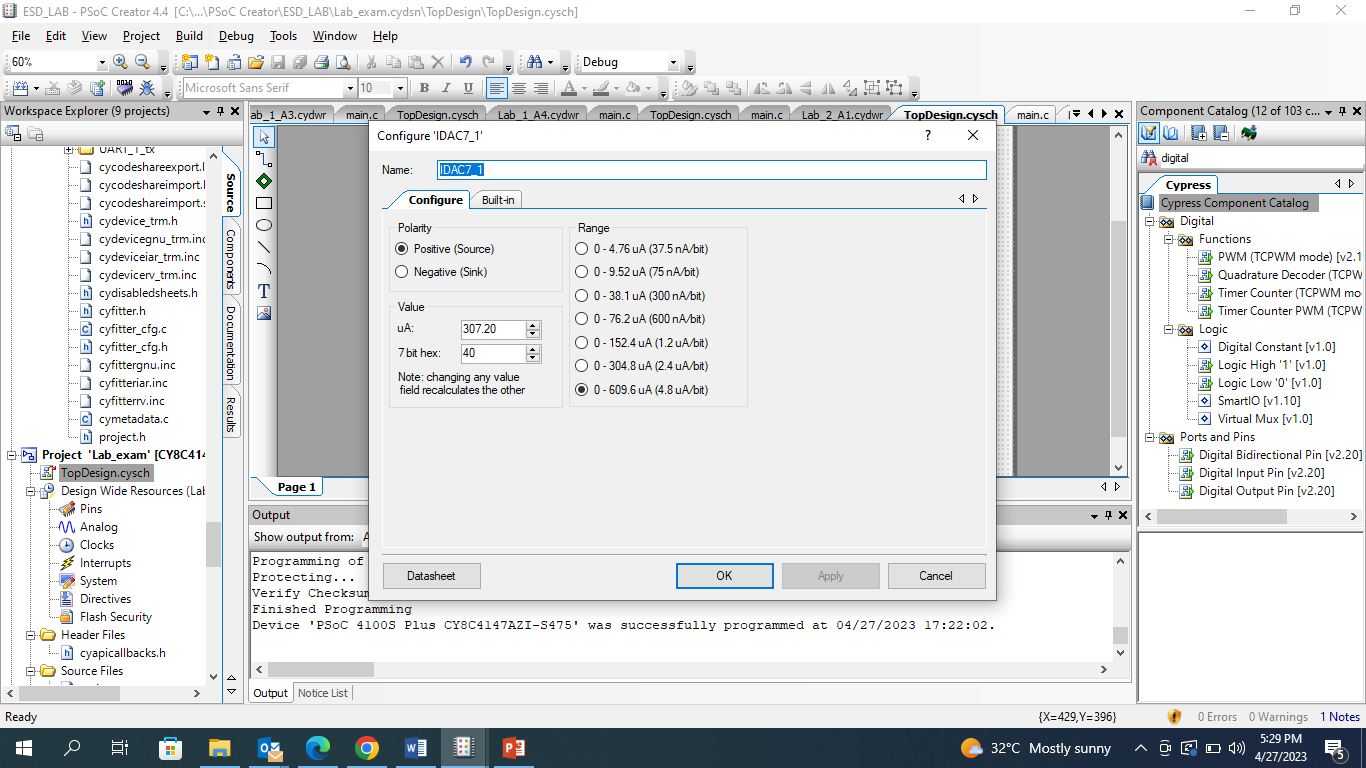 ESD_LAB - PSoC Creator 4.4 [C:\...\PSoC Creator\ESD_LAB\Lab_exam.cydsn\TopDesign\TopDesign.cysch]
File Edit View Project Build Debug Tools Window Help
60% Debug
Microsoft Sans Serif 10 B I U A
Workspace Explorer (9 projects)
ab_1_A3.cydwr main.c TopDesign.cysch Lab_1_A4.cydwr main.c TopDesign.cysch main.c Lab_2_A1.cydwr TopDesign.cysch main.c
Component Catalog (12 of 103 c...
UART_1_tx
cycodeshareexport.l
cycodeshareimport.l
cycodeshareimport.s
cydevice_trm.h
cydevicegnu_trm.inc
cydeviceiar_trm.inc
cydevicerv_trm.inc
cydisabledsheets.h
cyfitter.h
cyfitter_cfg.c
cyfitter_cfg.h
cyfittergnu.inc
cyfitteriar.inc
cyfitterrv.inc
cymetadata.c
project.h
Project 'Lab_exam' [CY8C414
TopDesign.cysch
Design Wide Resources (Lab
Pins
Analog
Clocks
Interrupts
System
Directives
Flash Security
Header Files
cyapicallbacks.h
Source Files
Source
Components
Documentation
Results
T
Page 1
Configure 'IDAC7_1'
?
Name: IDAC7_1
Configure Built-in
Polarity
Positive (Source)
Negative (Sink)
Value
uA: 307.20
7 bit hex: 40
Note: changing any value
field recalculates the other
Range
0 - 4.76 uA (37.5 nA/bit)
0 - 9.52 uA (75 nA/bit)
0 - 38.1 uA (300 nA/bit)
0 - 76.2 uA (600 nA/bit)
0 - 152.4 uA (1.2 uA/bit)
0 - 304.8 uA (2.4 uA/bit)
0 - 609.6 uA (4.8 uA/bit)
Datasheet OK Apply Cancel
Output
Show output from: A
Programming of
Protecting...
Verify Checksum
Finished Programming
Device 'PSoC 4100S Plus CY8C4147AZI-S475' was successfully programmed at 04/27/2023 17:22:02.
Output Notice List
digital
Cypress
Cypress Component Catalog
Digital
Functions
PWM (TCPWM mode) [v2.1
Quadrature Decoder (TCPW
Timer Counter (TCPWM mo
Timer Counter PWM (TCPW
Logic
Digital Constant [v1.0]
Logic High '1' [v1.0]
Logic Low '0' [v1.0]
SmartIO [v1.10]
Virtual Mux [v1.0]
Ports and Pins
Digital Bidirectional Pin [v2.20]
Digital Input Pin [v2.20]
Digital Output Pin [v2.20]
Ready {X=429,Y=396} 0 Errors 0 Warnings 1 Notes
32°C Mostly sunny
5:29 PM
4/27/2023
5